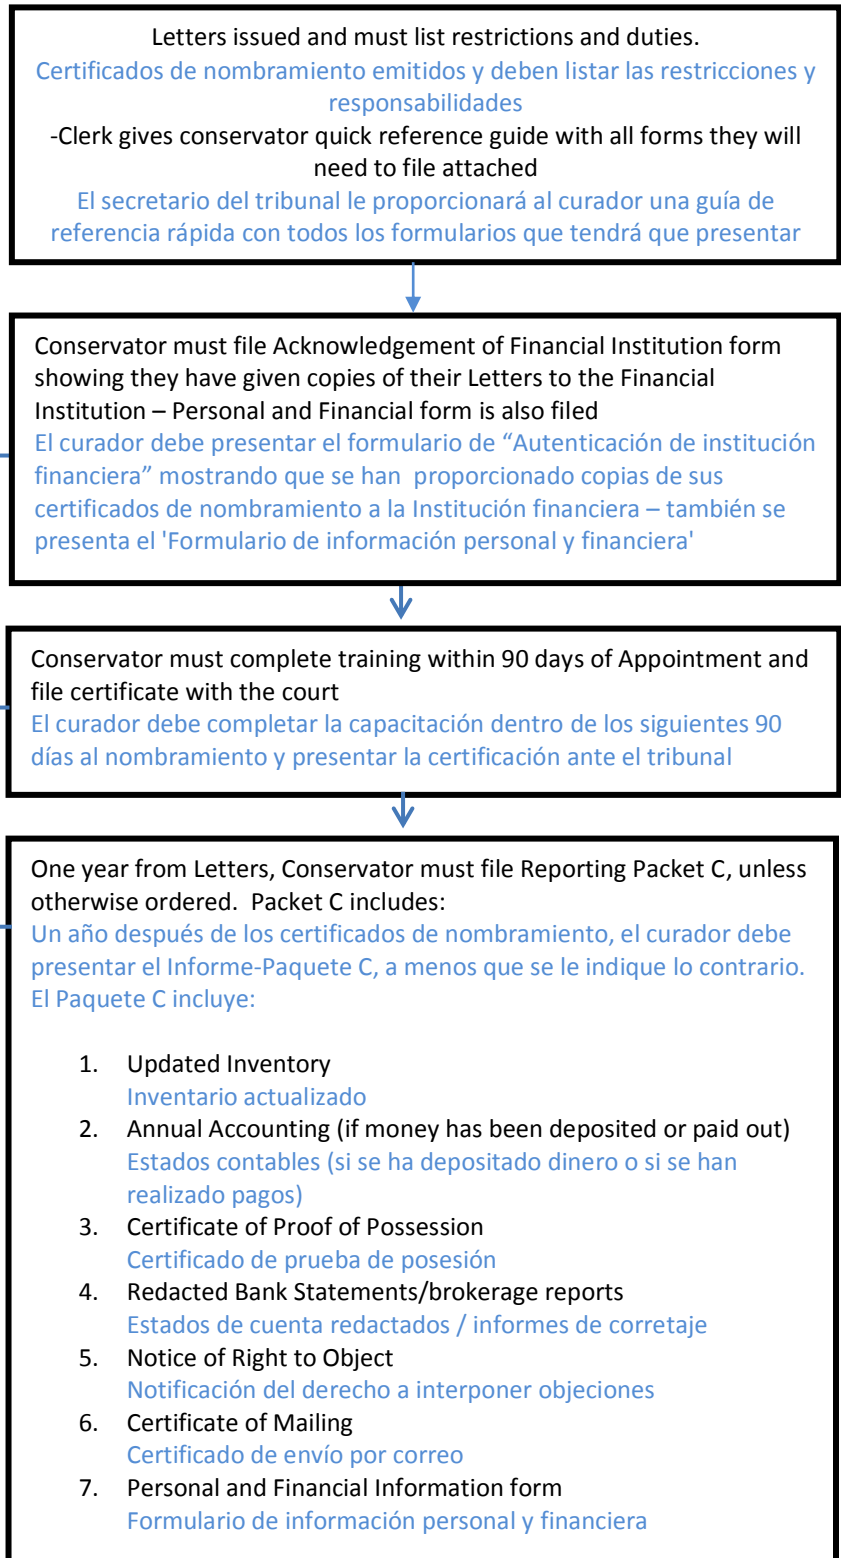 Letters issued and must list restrictions and duties.
Certificados de nombramiento emitidos y deben listar las restricciones y
responsabilidades
-Clerk gives conservator quick reference guide with all forms they will
need to file attached
El secretario del tribunal le proporcionará al curador una guía de
referencia rápida con todos los formularios que tendrá que presentar
Conservator must file Acknowledgement of Financial Institution form
showing they have given copies of their Letters to the Financial
Institution – Personal and Financial form is also filed
El curador debe presentar el formulario de “Autenticación de institución
financiera” mostrando que se han proporcionado copias de sus
certificados de nombramiento a la Institución financiera – también se
presenta el 'Formulario de información personal y financiera'
Conservator must complete training within 90 days of Appointment and
file certificate with the court
El curador debe completar la capacitación dentro de los siguientes 90
días al nombramiento y presentar la certificación ante el tribunal
One year from Letters, Conservator must file Reporting Packet C, unless
otherwise ordered. Packet C includes:
Un año después de los certificados de nombramiento, el curador debe
presentar el Informe-Paquete C, a menos que se le indique lo contrario.
El Paquete C incluye:
1. Updated Inventory
Inventario actualizado
2. Annual Accounting (if money has been deposited or paid out)
Estados contables (si se ha depositado dinero o si se han
realizado pagos)
3. Certificate of Proof of Possession
Certificado de prueba de posesión
4. Redacted Bank Statements/brokerage reports
Estados de cuenta redactados / informes de corretaje
5. Notice of Right to Object
Notificación del derecho a interponer objeciones
6. Certificate of Mailing
Certificado de envío por correo
7. Personal and Financial Information form
Formulario de información personal y financiera